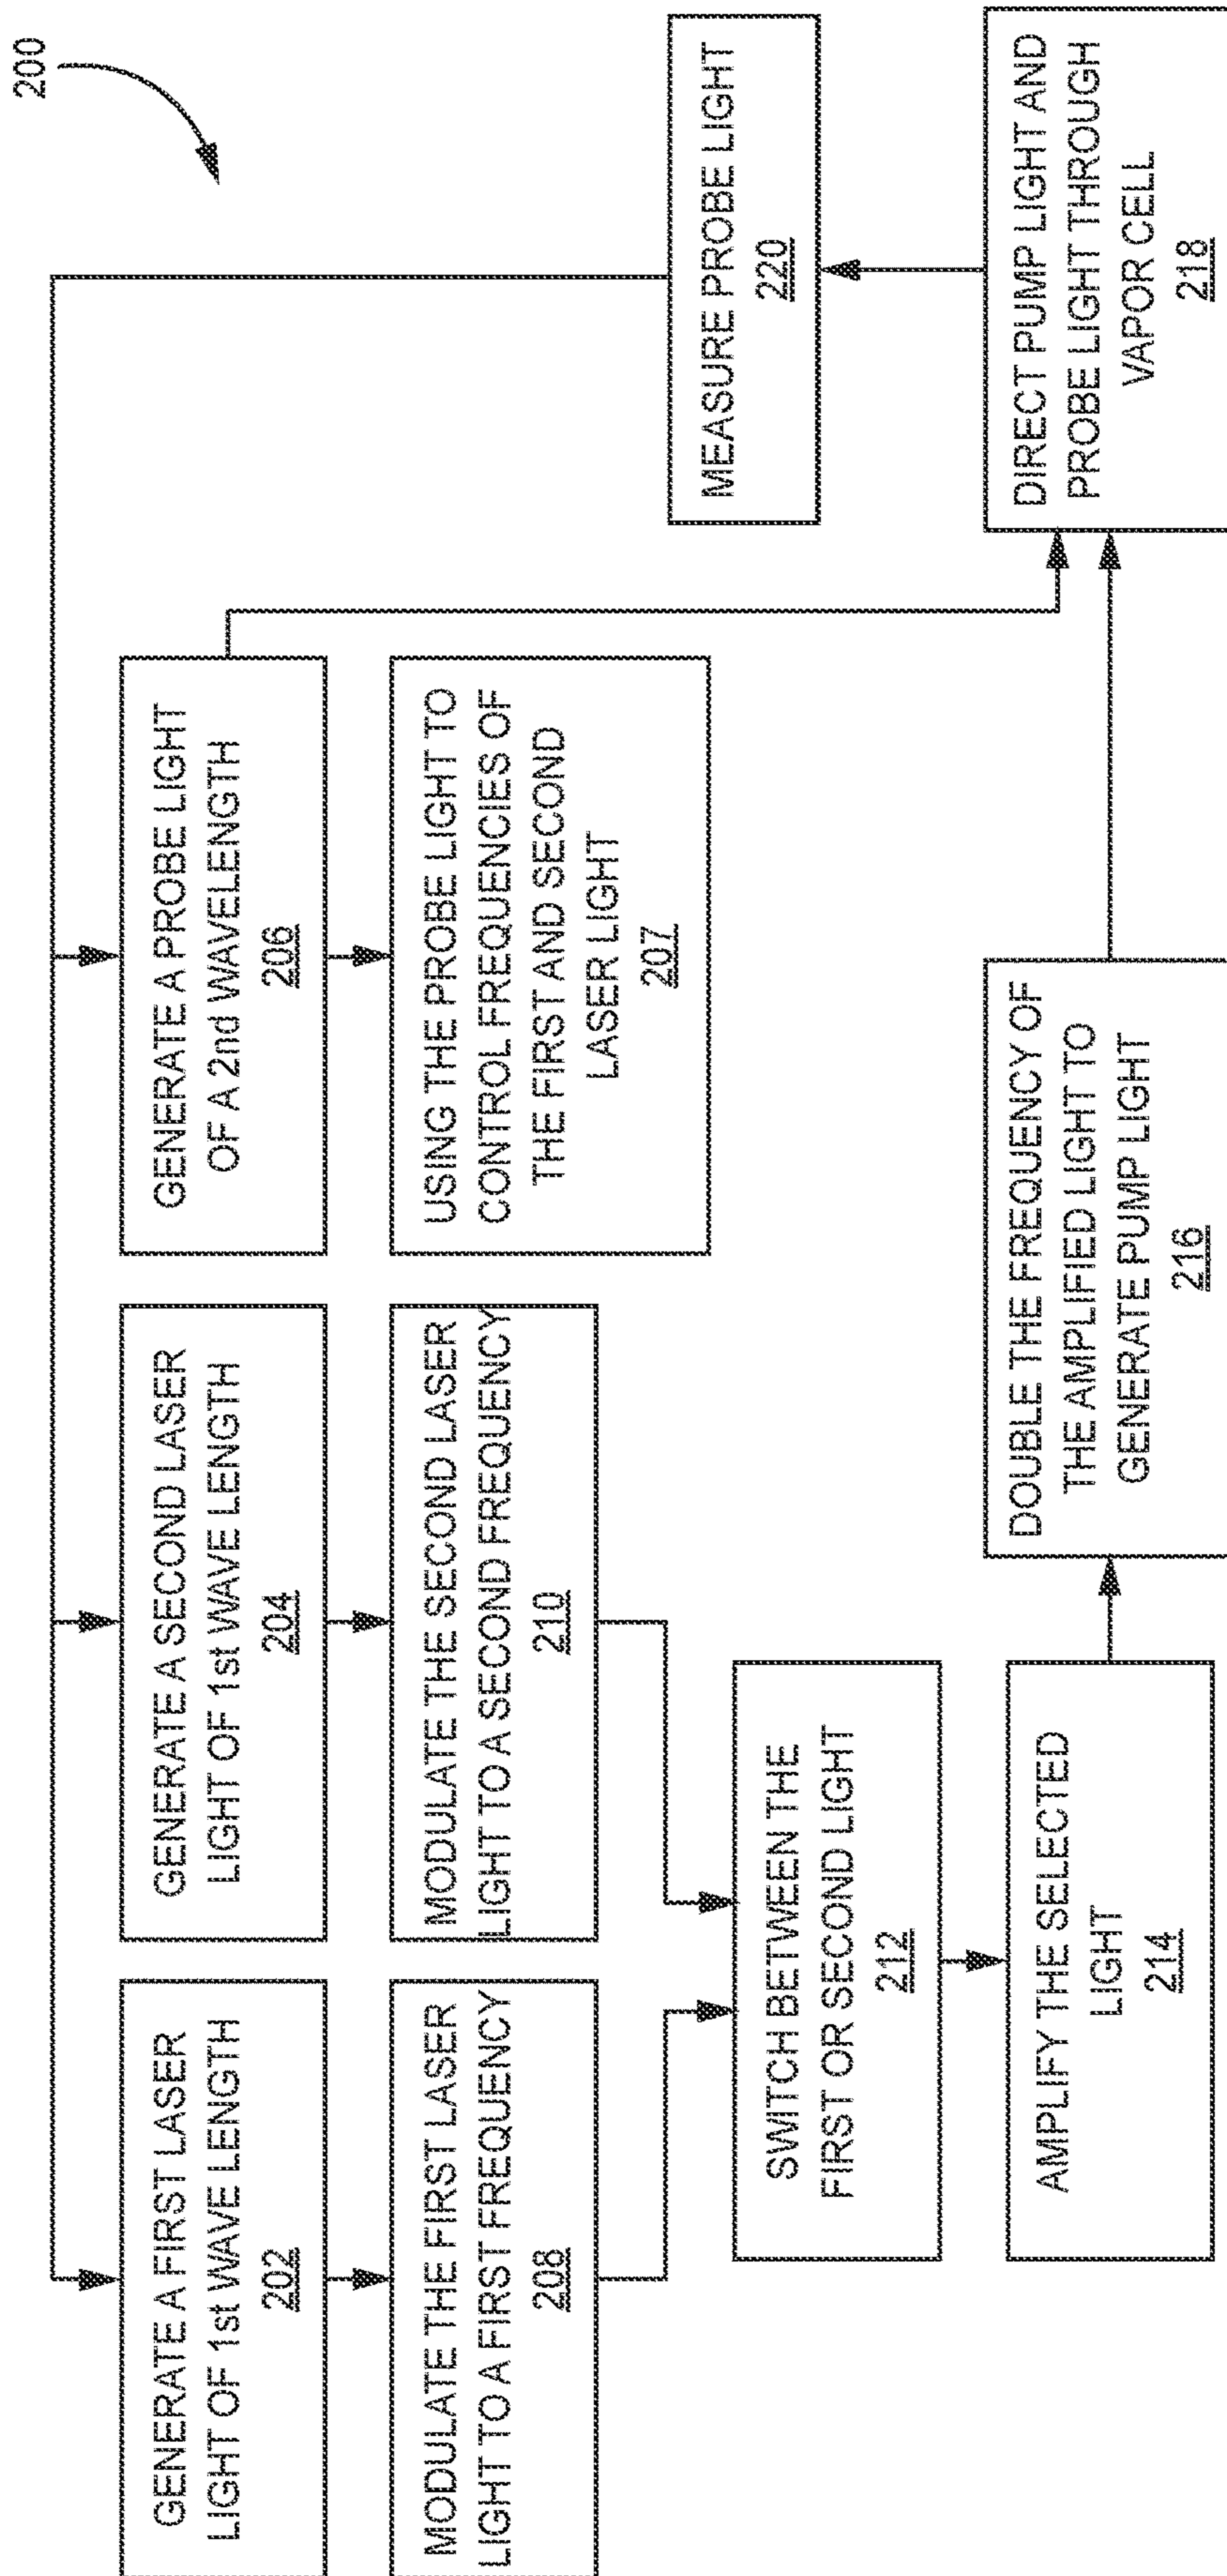 200
GENERATE A FIRST LASER
LIGHT OF 1st WAVE LENGTH
202
GENERATE A SECOND LASER
LIGHT OF 1st WAVE LENGTH
204
GENERATE A PROBE LIGHT
OF A 2nd WAVELENGTH
206
MODULATE THE FIRST LASER
LIGHT TO A FIRST FREQUENCY
208
MODULATE THE SECOND LASER
LIGHT TO A SECOND FREQUENCY
210
USING THE PROBE LIGHT TO
CONTROL FREQUENCIES OF
THE FIRST AND SECOND
LASER LIGHT
207
SWITCH BETWEEN THE
FIRST OR SECOND LIGHT
212
AMPLIFY THE SELECTED
LIGHT
214
DOUBLE THE FREQUENCY OF
THE AMPLIFIED LIGHT TO
GENERATE PUMP LIGHT
216
DIRECT PUMP LIGHT AND
PROBE LIGHT THROUGH
VAPOR CELL
218
MEASURE PROBE LIGHT
220